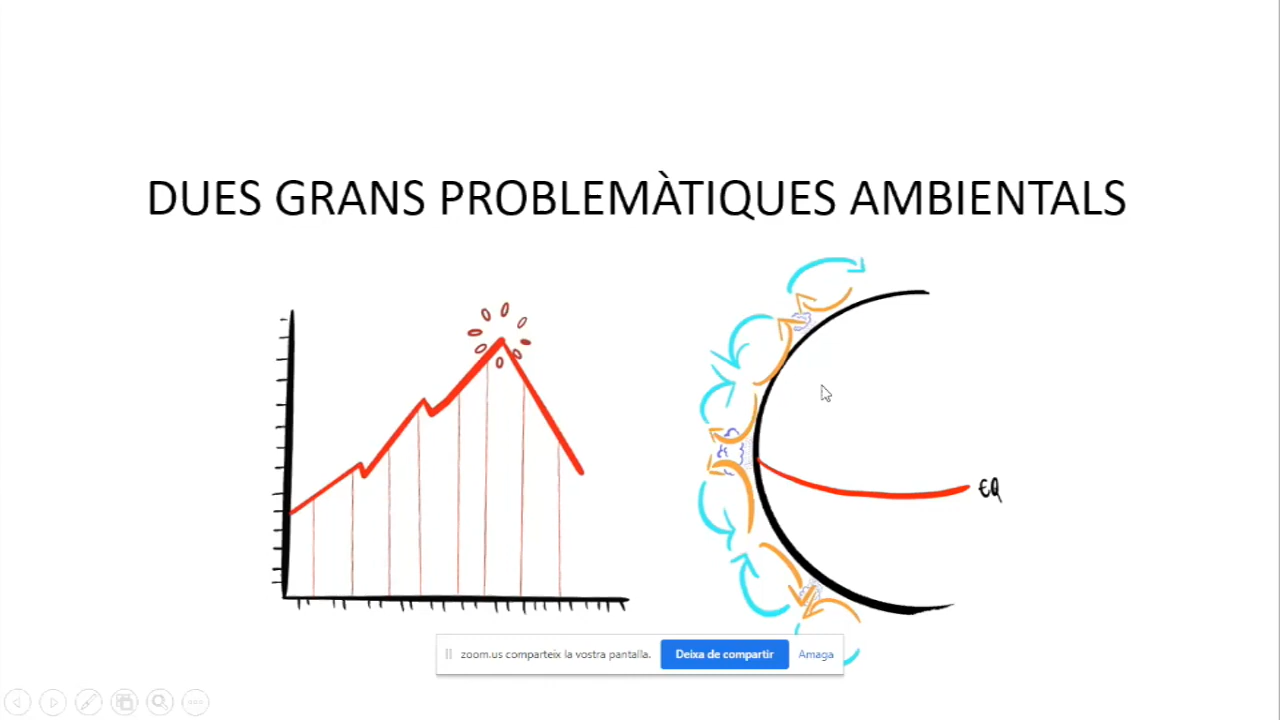 DUES GRANS PROBLEMÀTIQUES AMBIENTALS
EQ
zoom.us comparteix la vostra pantalla.
Deixa de compartir
Amaga